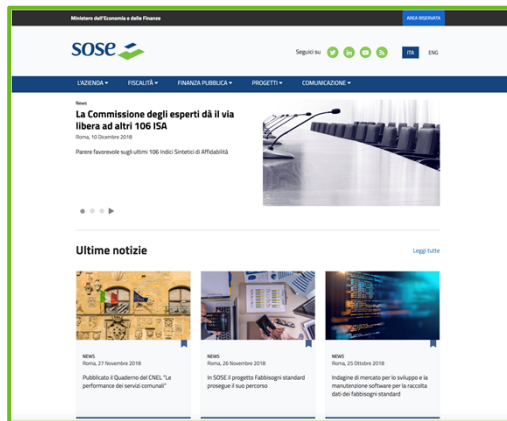 Ministero dell'Economia e delle Finanze
AREA RISERVATA
sose
Seguici su
ITA
ENG
L'AZIENDA
FISCALITÀ
FINANZA PUBBLICA
PROGETTI
COMUNICAZIONE
News
La Commissione degli esperti dà il via
libera ad altri 106 ISA
Roma, 10 Dicembre 2018
Parere favorevole sugli ultimi 106 Indici Sintetici di Affidabilità
Ultime notizie
Leggi tutte
NEWS
Roma, 27 Novembre 2018
Pubblicato il Quaderno del CNEL "Le
performance dei servizi comunali"
NEWS
Roma, 26 Novembre 2018
In SOSE il progetto Fabbisogni standard
prosegue il suo percorso
NEWS
Roma, 25 Ottobre 2018
Indagine di mercato per lo sviluppo e la
manutenzione software per la raccolta
dati dei fabbisogni standard